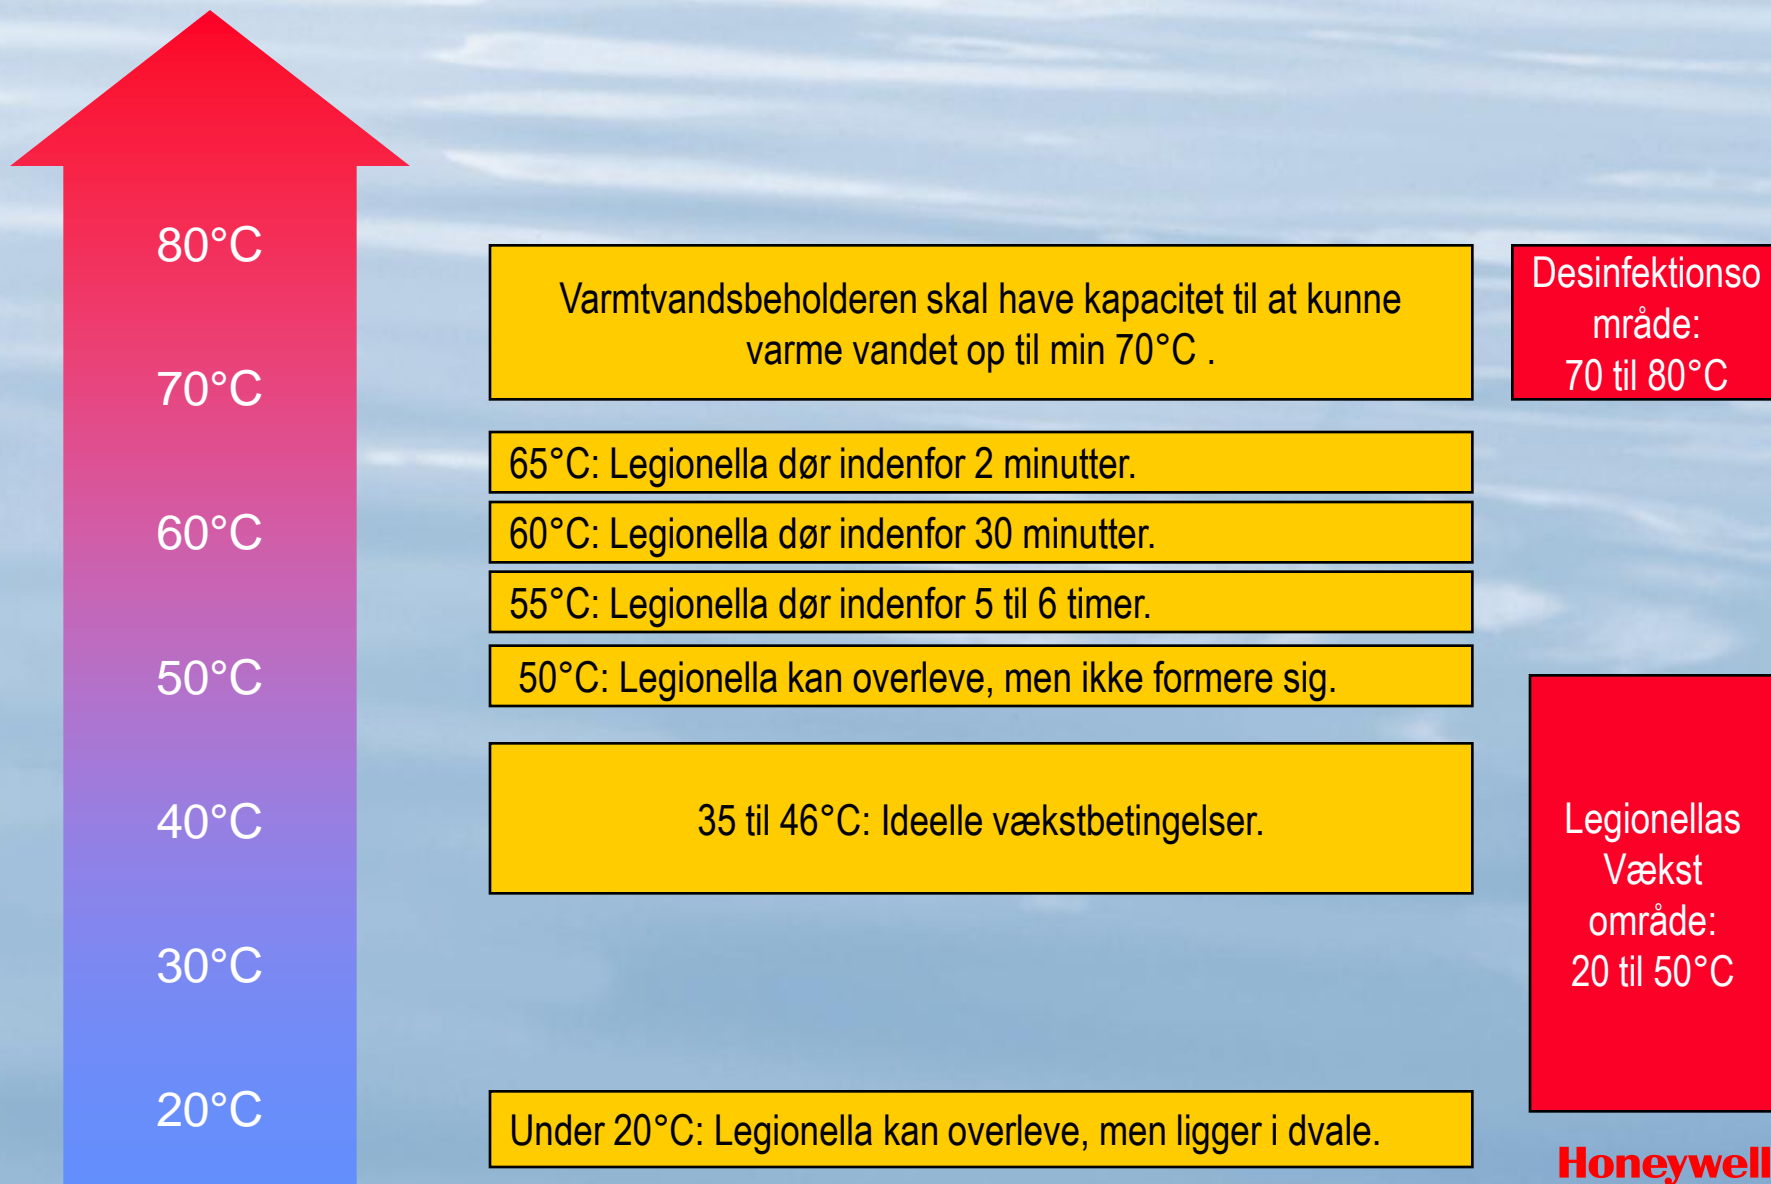 80°C
70°C
60°C
50°C
40°C
30°C
20°C
Varmtvandsbeholderen skal have kapacitet til at kunne
varme vandet op til min 70°C .
65°C: Legionella dør indenfor 2 minutter.
60°C: Legionella dør indenfor 30 minutter.
55°C: Legionella dør indenfor 5 til 6 timer.
50°C: Legionella kan overleve, men ikke formere sig.
35 til 46°C: Ideelle vækstbetingelser.
Under 20°C: Legionella kan overleve, men ligger i dvale.
Desinfektionso
mråde:
70 til 80°C
Legionellas
Vækst
område:
20 til 50°C
Honeywell